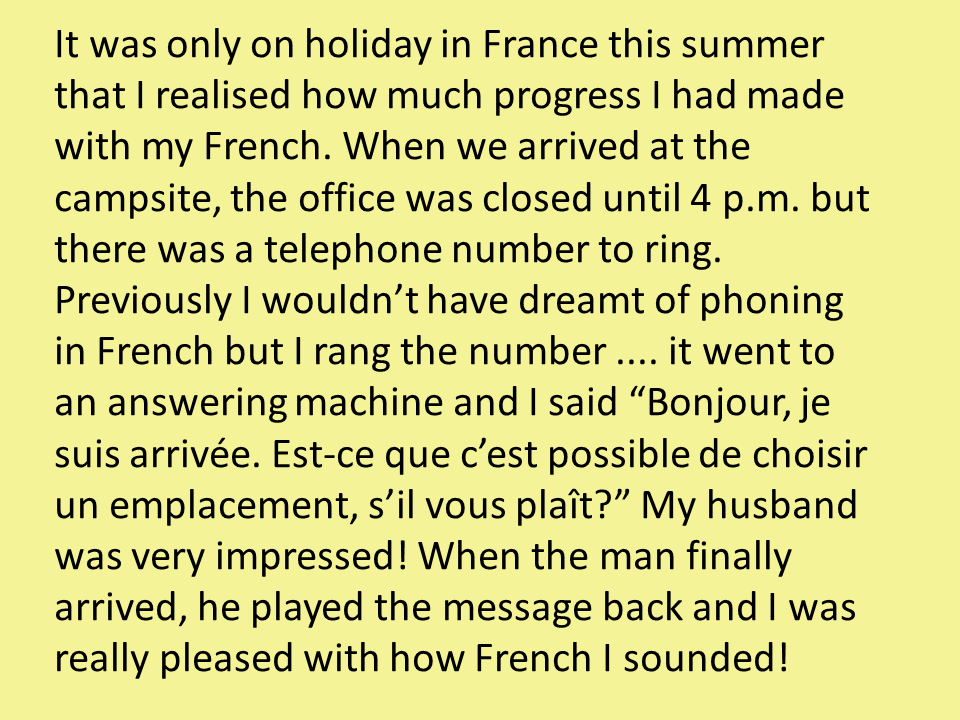 It was only on holiday in France this summer
that I realised how much progress I had made
with my French. When we arrived at the
campsite, the office was closed until 4 p.m. but
there was a telephone number to ring.
Previously I wouldn’t have dreamt of phoning
in French but I rang the number .... it went to
an answering machine and I said “Bonjour, je
suis arrivée. Est-ce que c’est possible de choisir
un emplacement, s’il vous plaît?” My husband
was very impressed! When the man finally
arrived, he played the message back and I was
really pleased with how French I sounded!